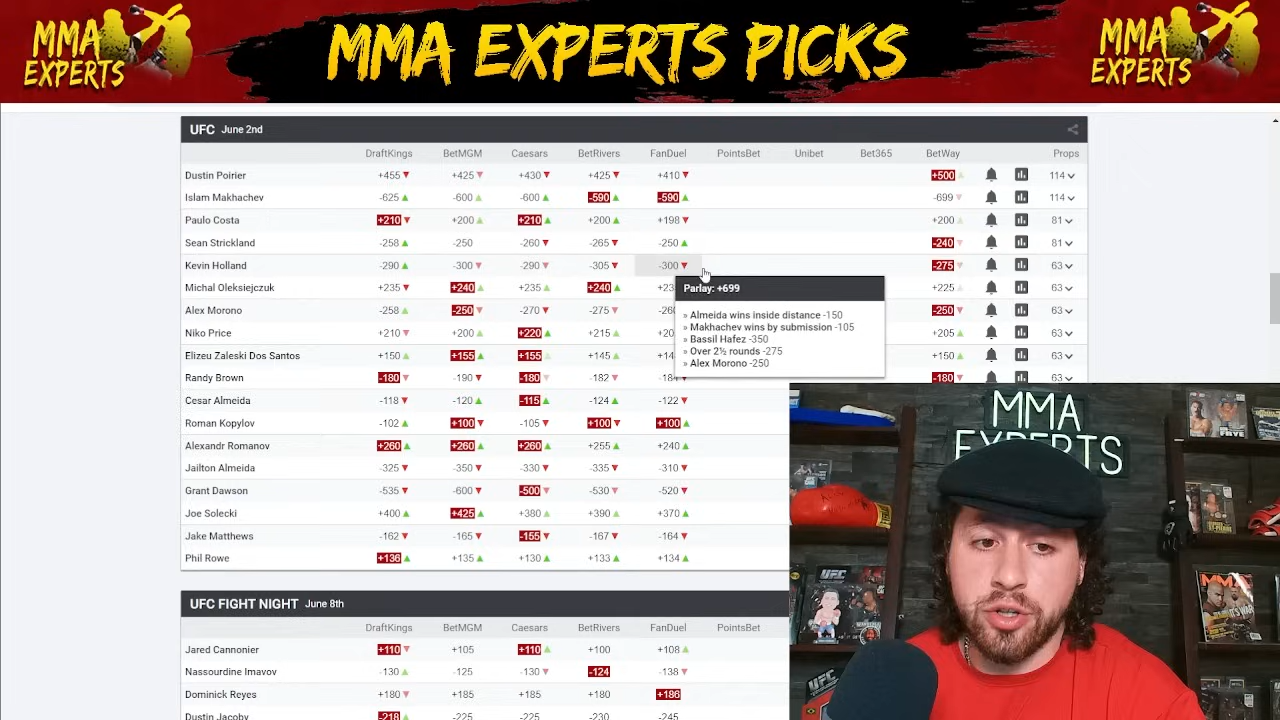 MMA
EXPERTS
MMA EXPERTS PICKS
MMA
EXPERTS
UFC June 2nd
DraftKings BetMGM Caesars BetRivers FanDuel PointsBet Unibet Bet365 BetWay Props
Dustin Poirier +455 +425 +430 +425 +410 +500 114
Islam Makhachev -625 -600 -600 -590 -590 -699 114
Paulo Costa +210 +200 +210 +200 +198 +200 81
Sean Strickland -258 -250 -260 -265 -250 -240 81
Kevin Holland -290 -300 -290 -305 -300 -275 63
Michal Oleksiejczuk +235 +240 +235 +240 +225 63
Alex Morono -258 -250 -270 -275 -250 63
Niko Price +210 +200 +220 +215 +205 63
Elizeu Zaleski Dos Santos +150 +155 +155 +145 +150 63
Randy Brown -180 -190 -180 -182 -184 -180 63
Parlay: +699
» Almeida wins inside distance -150
» Makhachev wins by submission -105
» Bassil Hafez -350
» Over 2½ rounds -275
» Alex Morono -250
Cesar Almeida -118 -120 -115 -124 -122
Roman Kopylov -102 +100 -105 +100 +100
Alexandr Romanov +260 +260 +260 +255 +240
Jailton Almeida -325 -350 -330 -335 -310
Grant Dawson -535 -600 -500 -530 -520
Joe Solecki +400 +425 +380 +390 +370
Jake Matthews -162 -165 -155 -167 -164
Phil Rowe +136 +135 +130 +133 +134
UFC FIGHT NIGHT June 8th
DraftKings BetMGM Caesars BetRivers FanDuel PointsBet
Jared Cannonier +110 +105 +110 +100 +108
Nassourdine Imavov -130 -125 -130 -124 -138
Dominick Reyes +180 +185 +185 +180 +186
Dustin Jacoby -218 -225 -225 -230 -245
MMA
EXPERTS
UFC
MMA
UFC